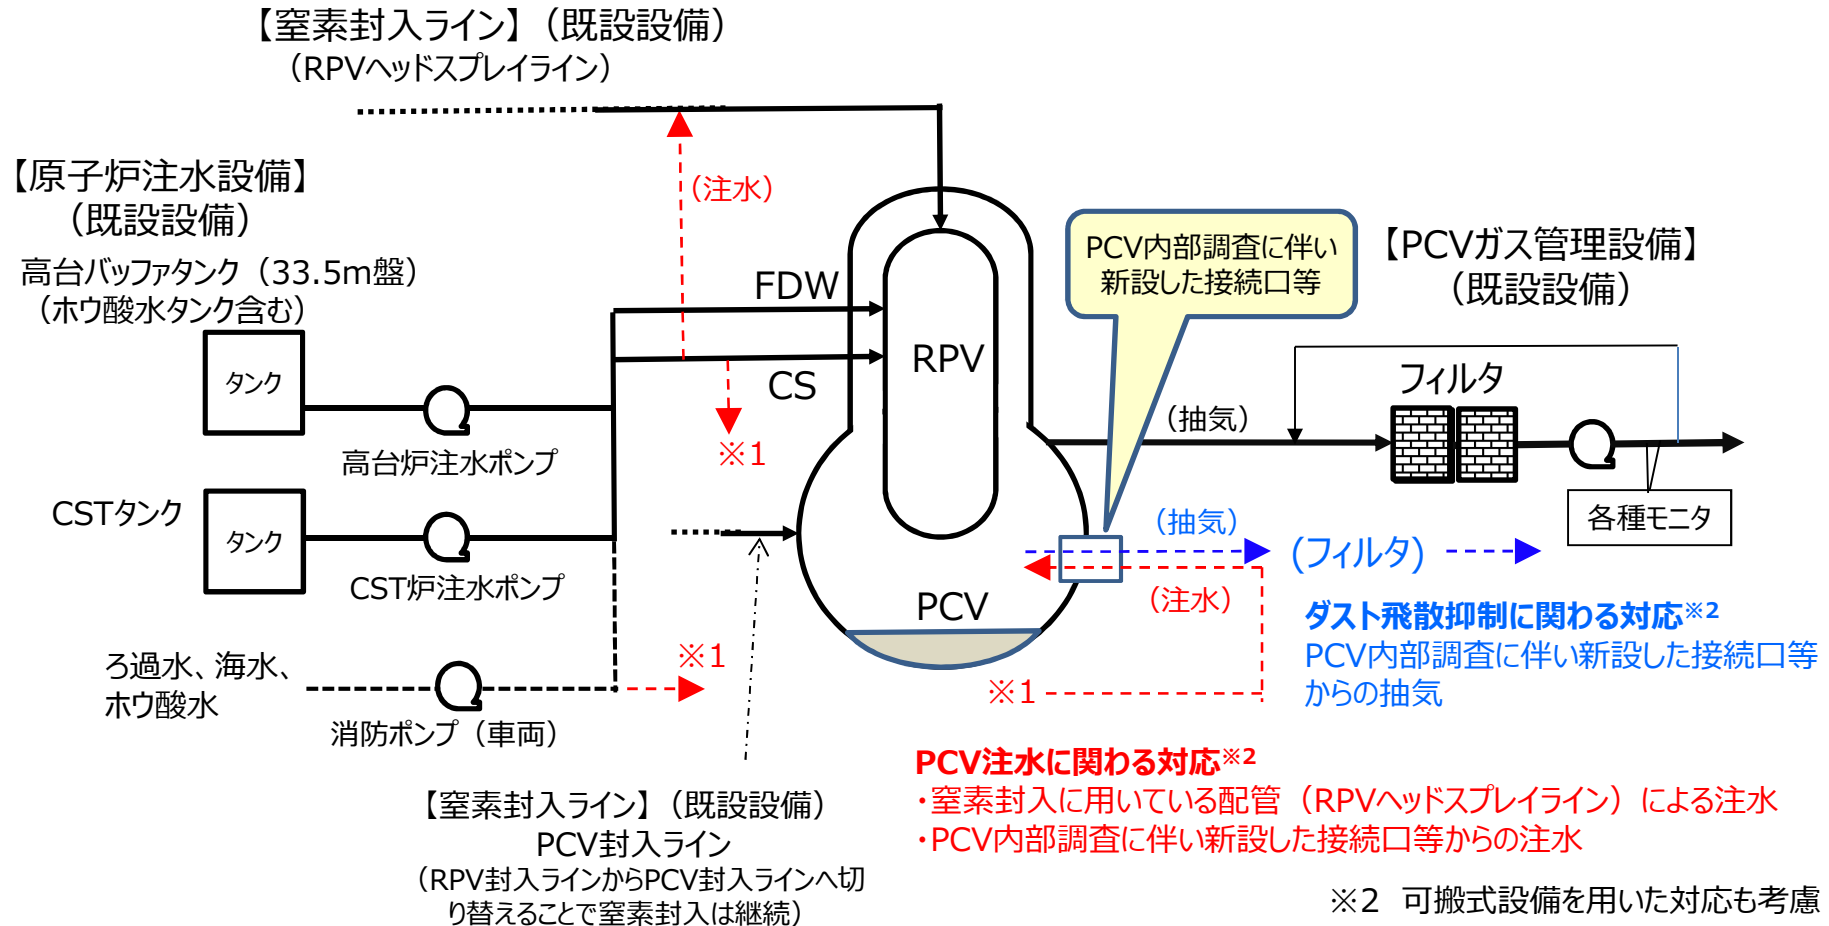 【窒素封入ライン】（既設設備）
（RPVヘッドスプレイライン）
【原子炉注水設備】
（既設設備）
高台バッファタンク（33.5m盤）
（ホウ酸水タンク含む）
（注水）
PCV内部調査に伴い
新設した接続口等
【PCVガス管理設備】
（既設設備）
FDW
タンク
RPV
CS
フィルタ
（抽気）
※1
高台炉注水ポンプ
CSTタンク
タンク
各種モニタ
（抽気）
(フィルタ)
CST炉注水ポンプ
（注水）
PCV
ダスト飛散抑制に関わる対応※2
PCV内部調査に伴い新設した接続口等
からの抽気
ろ過水、海水、
ホウ酸水
※1
※1
消防ポンプ（車両）
PCV注水に関わる対応※2
・窒素封入に用いている配管（RPVヘッドスプレイライン）による注水
・PCV内部調査に伴い新設した接続口等からの注水
【窒素封入ライン】（既設設備）
PCV封入ライン
（RPV封入ラインからPCV封入ラインへ切
り替えることで窒素封入は継続）
※2　可搬式設備を用いた対応も考慮